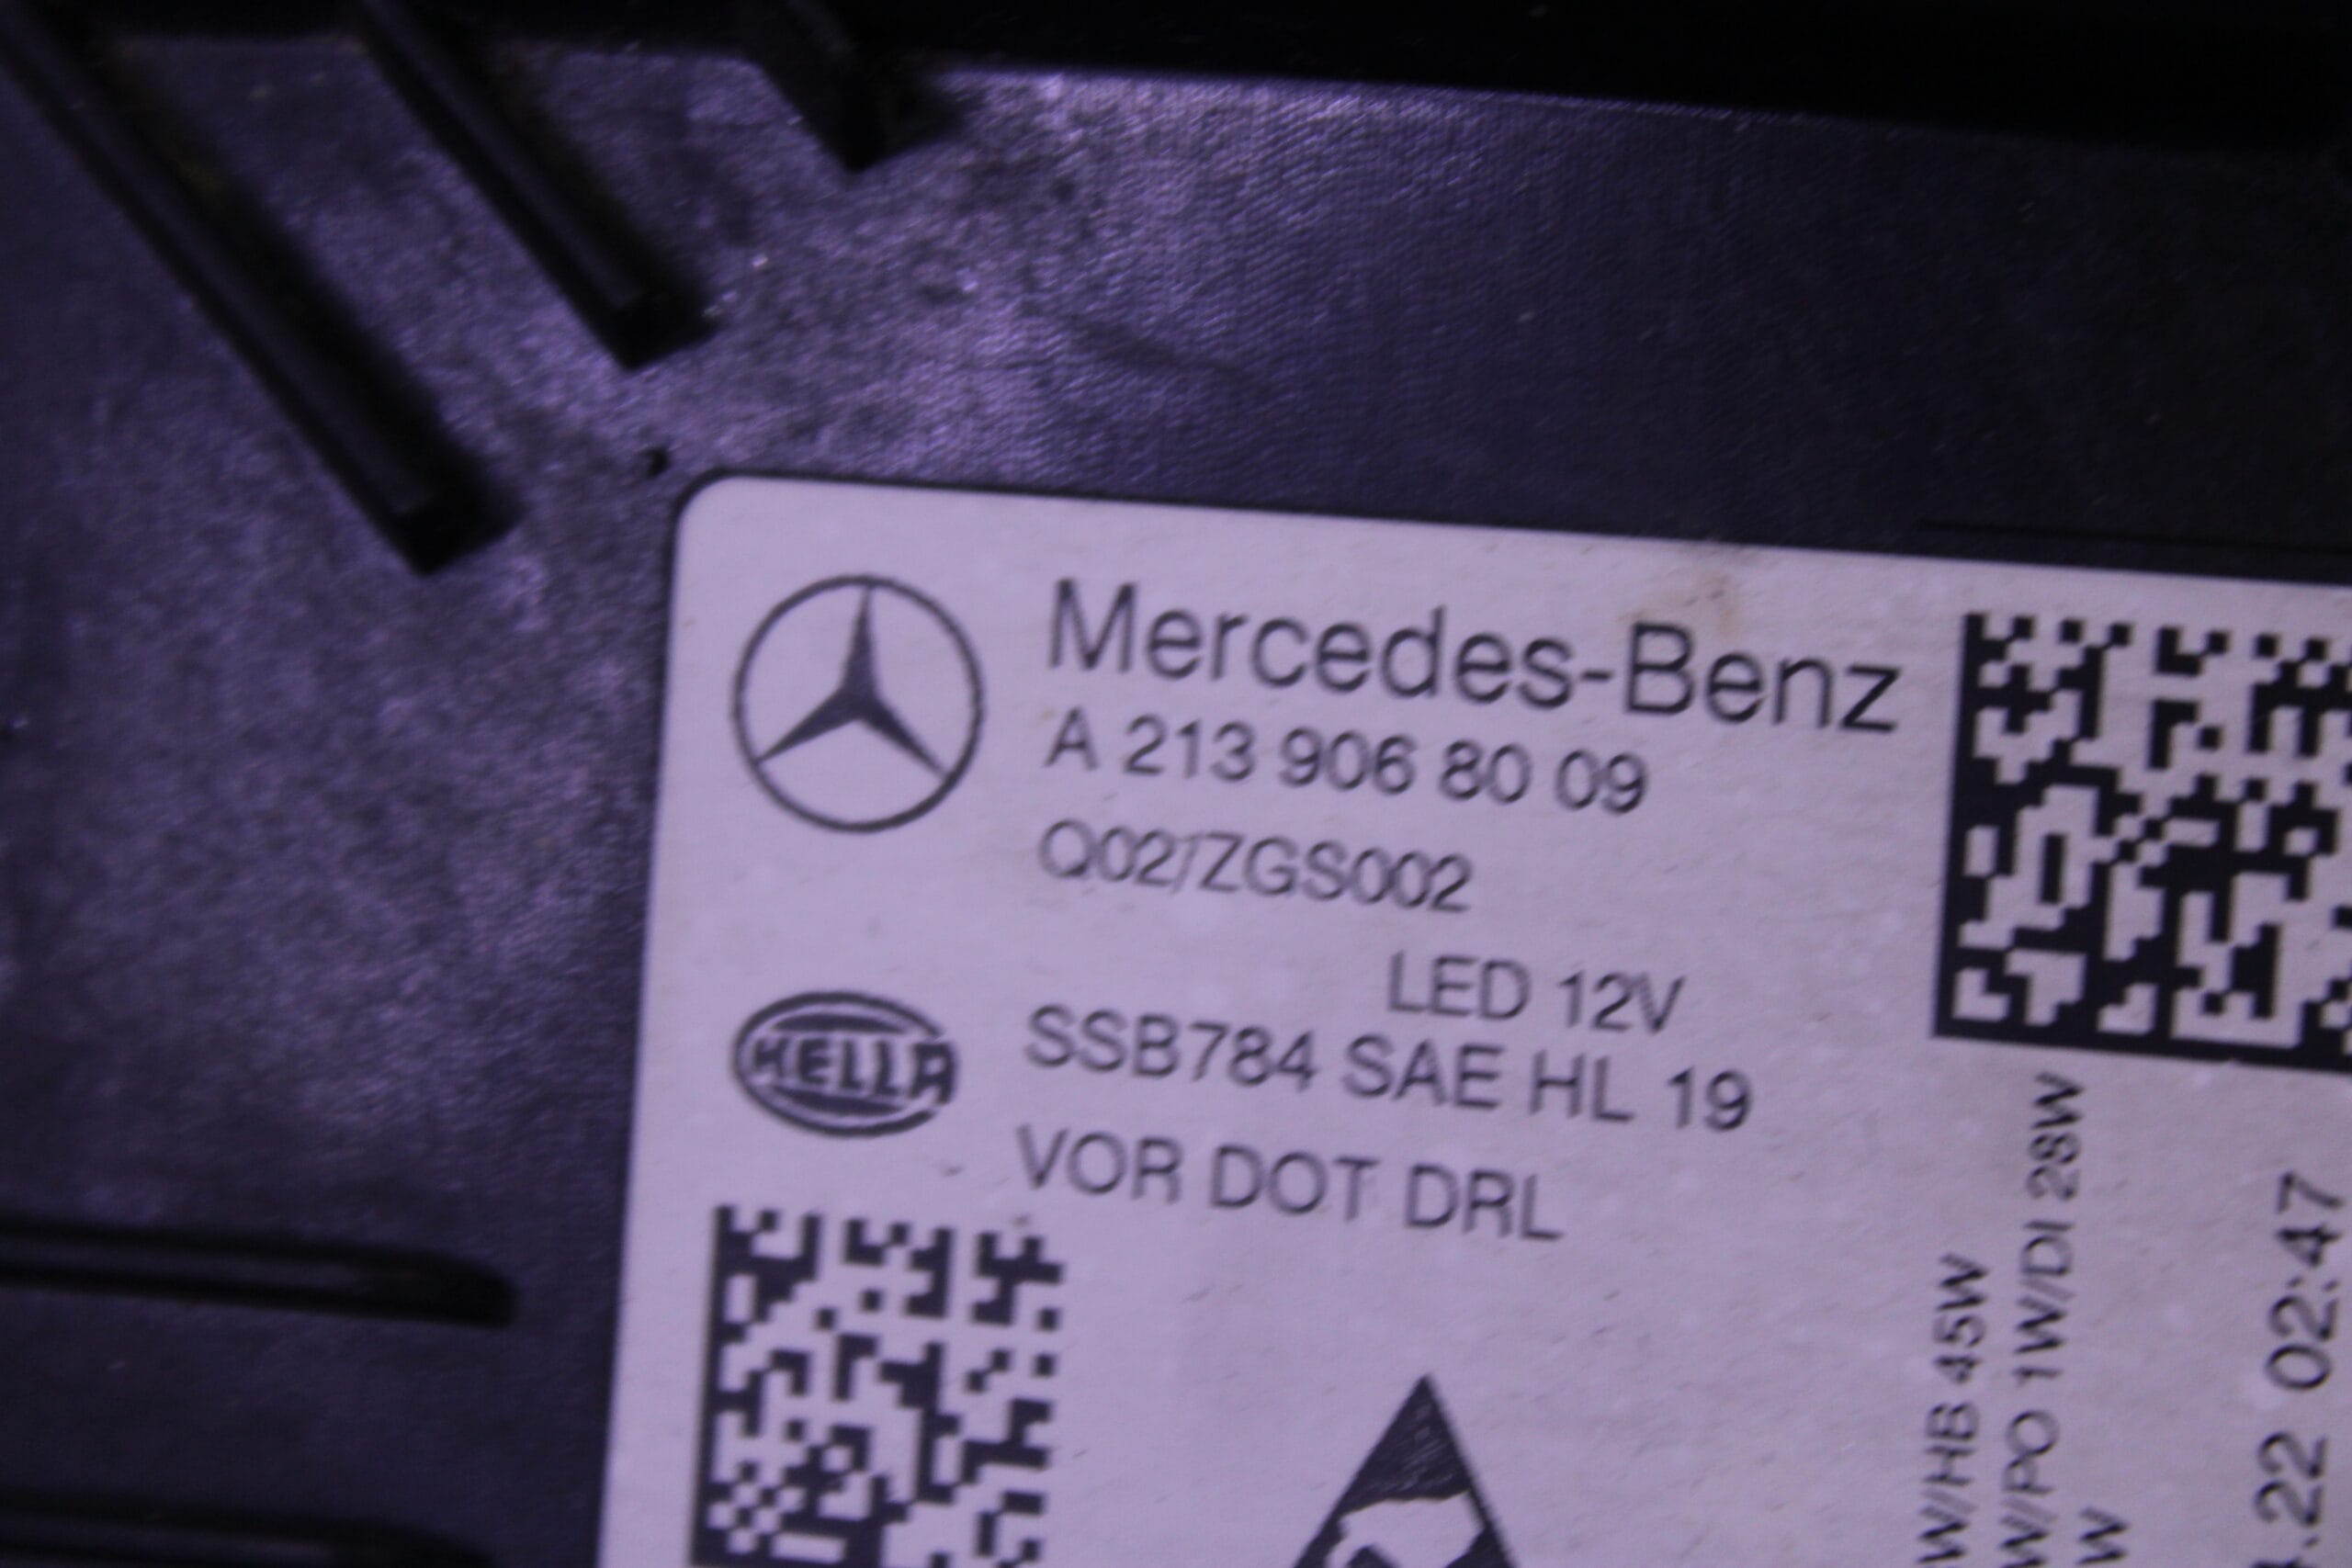 Mercedes-Benz
A 213 906 80 09
Q02/ZGS002
LED 12V
HELLA
SSB784 SAE HL 19
VOR DOT DRL
W/HB 45W
W/PO 1W/DI 28W
W
.22 02:47